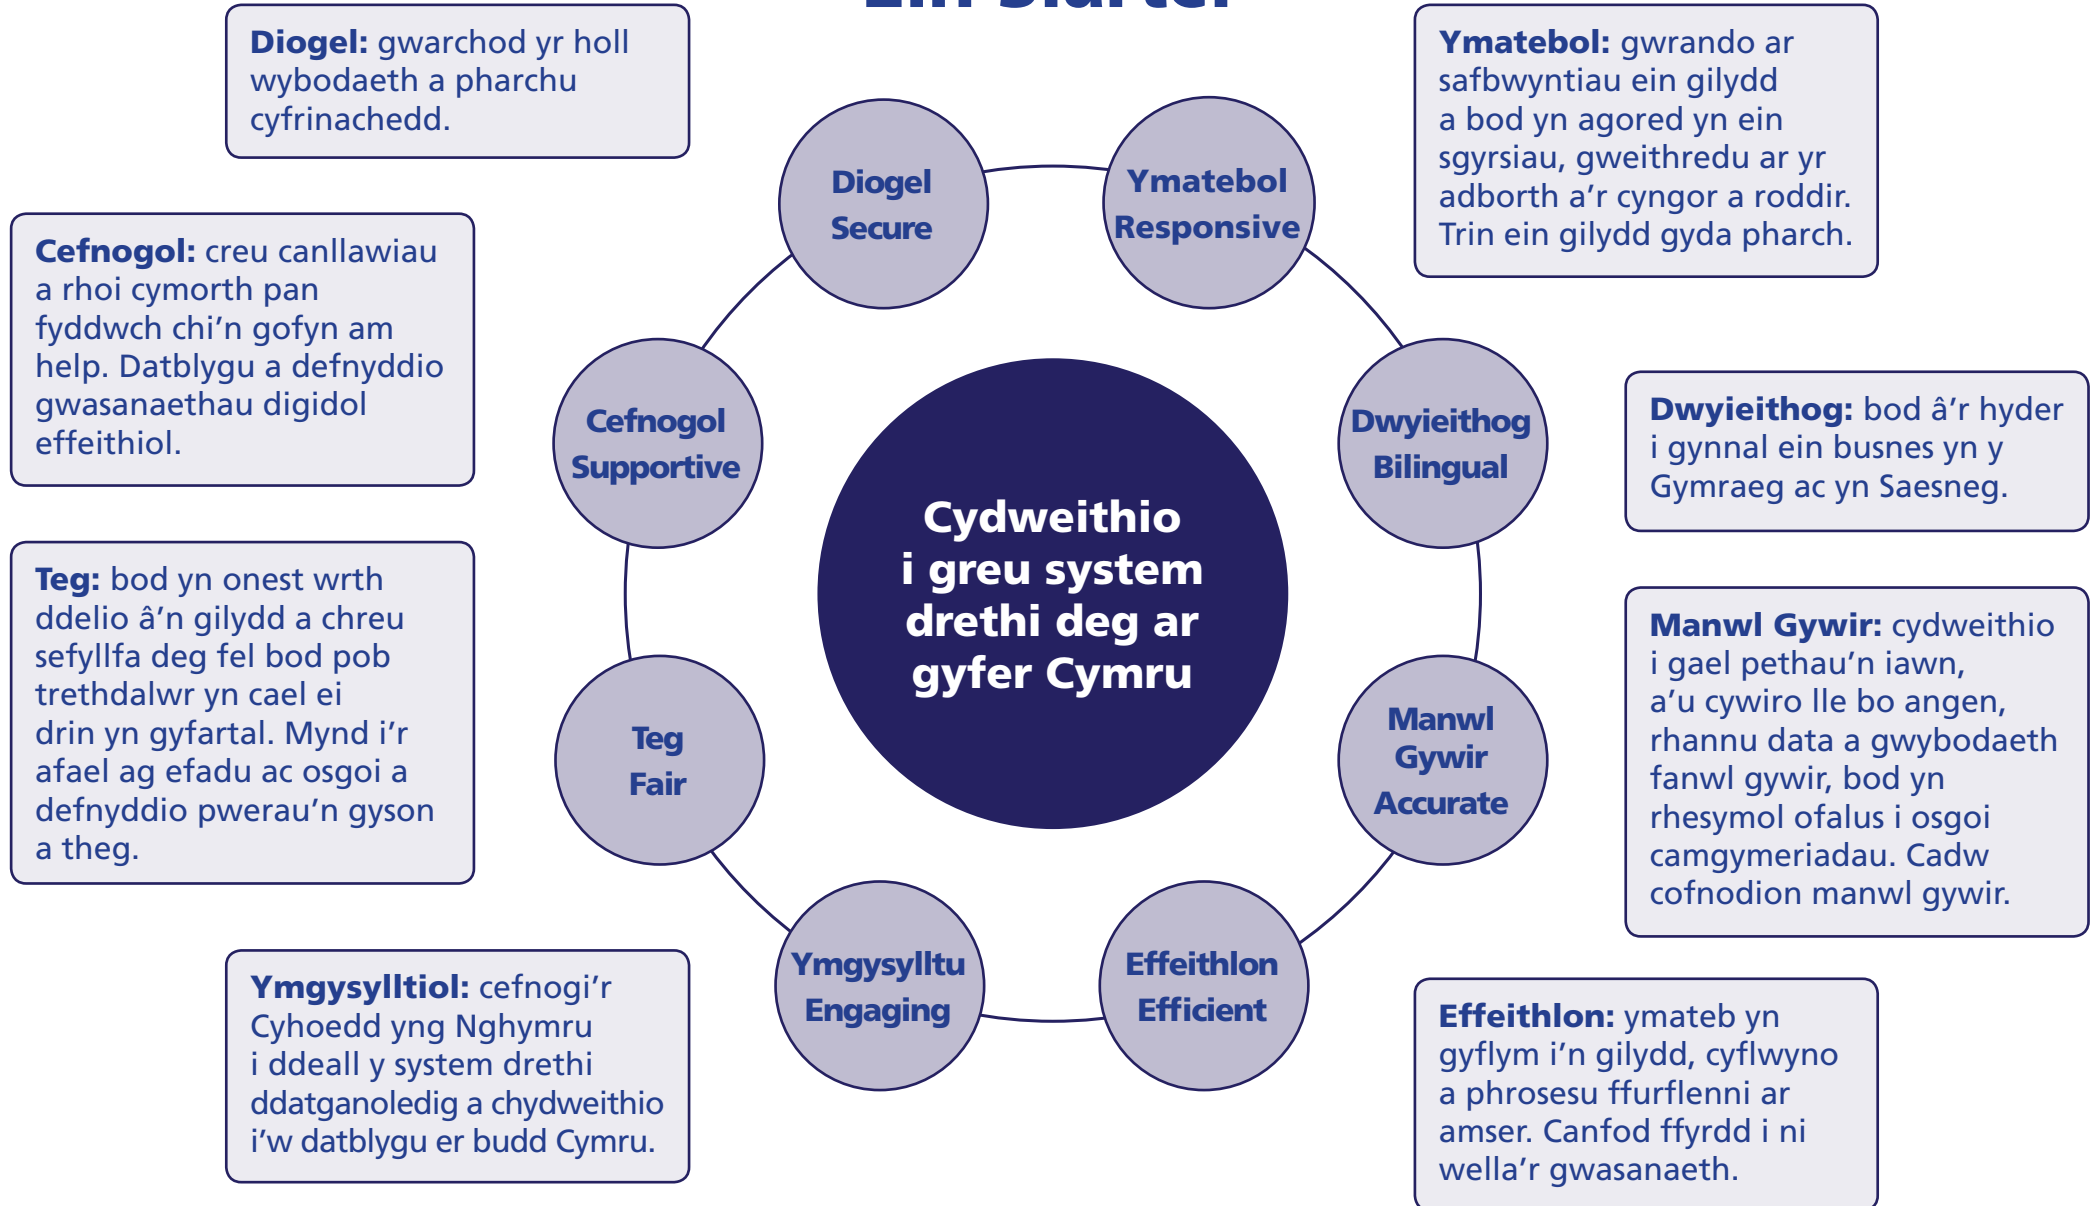 Ein Siarter
Diogel: gwarchod yr holl
wybodaeth a pharchu
cyfrinachedd.
Ymatebol: gwrando ar
safbwyntiau ein gilydd
a bod yn agored yn ein
sgyrsiau, gweithredu ar yr
adborth a'r cyngor a roddir.
Trin ein gilydd gyda pharch.
Diogel
Secure
Ymatebol
Responsive
Cefnogol: creu canllawiau
a rhoi cymorth pan
fyddwch chi'n gofyn am
help. Datblygu a defnyddio
gwasanaethau digidol
effeithiol.
Cefnogol
Supportive
Dwyieithog
Bilingual
Dwyieithog: bod â'r hyder
i gynnal ein busnes yn y
Gymraeg ac yn Saesneg.
Cydweithio
i greu system
drethi deg ar
gyfer Cymru
Teg: bod yn onest wrth
ddelio â'n gilydd a chreu
sefyllfa deg fel bod pob
trethdalwr yn cael ei
drin yn gyfartal. Mynd i'r
afael ag efadu ac osgoi a
defnyddio pwerau'n gyson
a theg.
Teg
Fair
Manwl
Gywir
Accurate
Manwl Gywir: cydweithio
i gael pethau'n iawn,
a'u cywiro lle bo angen,
rhannu data a gwybodaeth
fanwl gywir, bod yn
rhesymol ofalus i osgoi
camgymeriadau. Cadw
cofnodion manwl gywir.
Ymgysylltu
Engaging
Effeithlon
Efficient
Ymgysylltiol: cefnogi'r
Cyhoedd yng Nghymru
i ddeall y system drethi
ddatganoledig a chydweithio
i'w datblygu er budd Cymru.
Effeithlon: ymateb yn
gyflym i'n gilydd, cyflwyno
a phrosesu ffurflenni ar
amser. Canfod ffyrdd i ni
wella'r gwasanaeth.